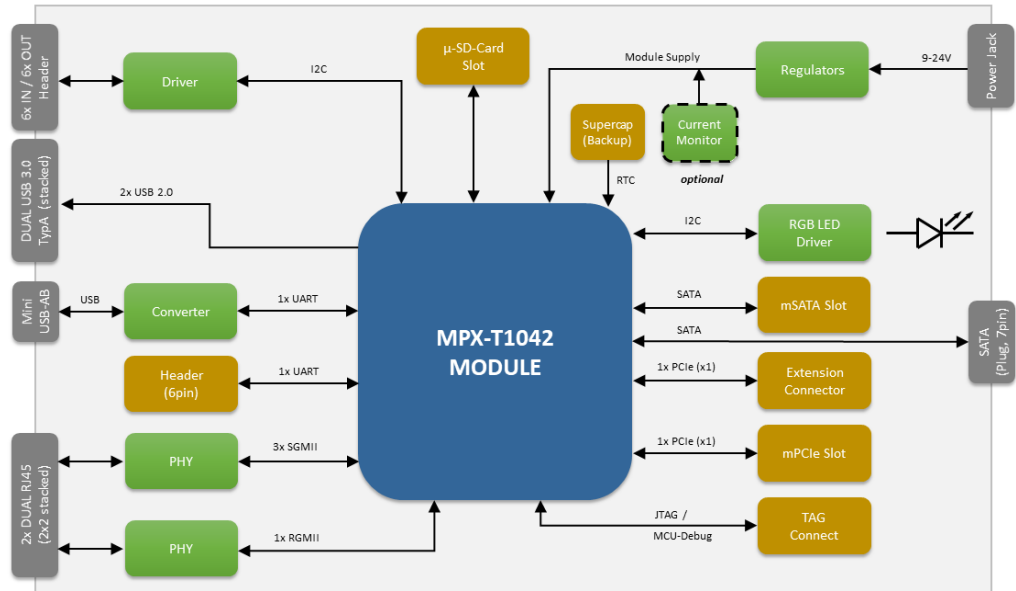 6x IN / 6x OUT
Header
Driver
I2C
µ-SD-Card
Slot
Module Supply
Regulators
9-24V
Power Jack
Supercap
(Backup)
RTC
Current
Monitor
optional
DUAL USB 3.0
TypA (stacked)
2x USB 2.0
I2C
RGB LED
Driver
Mini
USB-AB
USB
Converter
1x UART
MPX-T1042
MODULE
SATA
mSATA Slot
SATA
SATA
(Plug, 7pin)
Header
(6pin)
1x UART
1x PCIe (x1)
Extension
Connector
2x DUAL RJ45
(2x2 stacked)
PHY
3x SGMII
1x PCIe (x1)
mPCIe Slot
PHY
1x RGMII
JTAG /
MCU-Debug
TAG
Connect